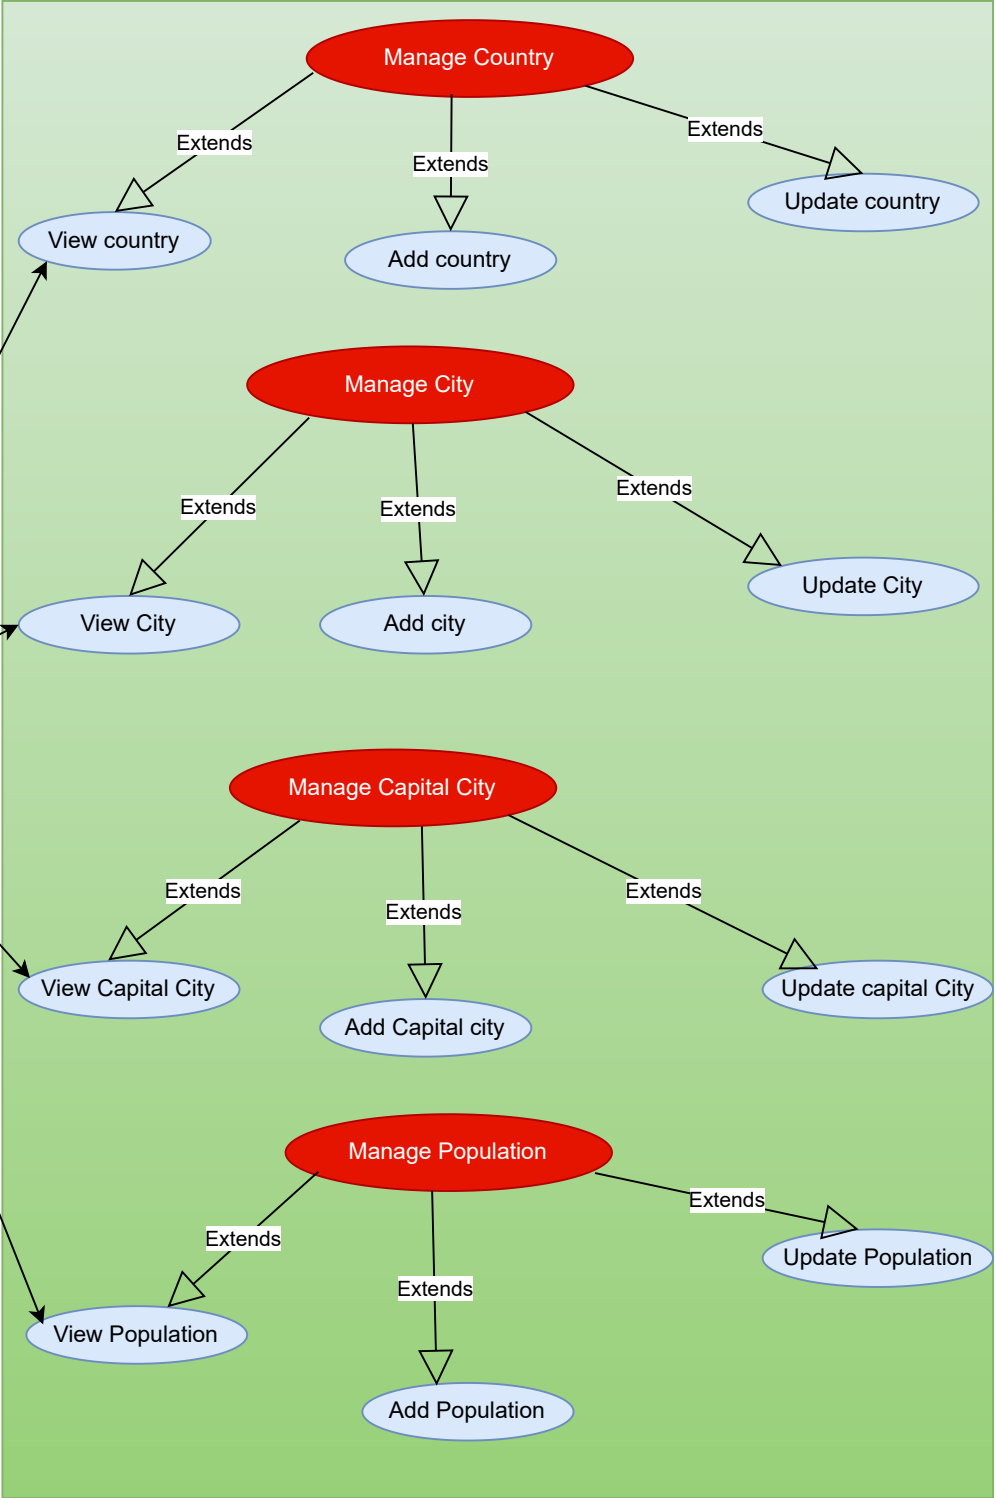 Manage Country
Extends
Extends
Extends
View country
Add country
Update country
Manage City
Extends
Extends
Extends
View City
Add city
Update City
Manage Capital City
Extends
Extends
Extends
View Capital City
Add Capital city
Update capital City
Manage Population
Extends
Extends
Extends
View Population
Add Population
Update Population